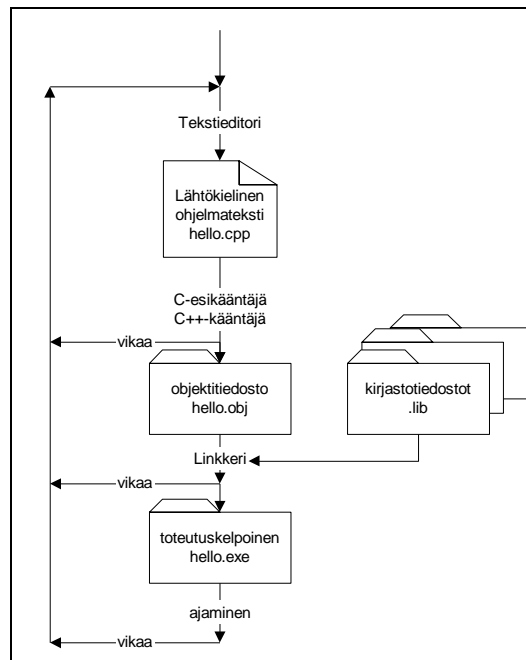 Tekstieditori
Lähtökielinen
ohjelmateksti
hello.cpp
C-esikääntäjä
C++-kääntäjä
vikaa
objektitiedosto
hello.obj
kirjastotiedostot
.lib
Linkkeri
vikaa
toteutuskelpoinen
hello.exe
ajaminen
vikaa